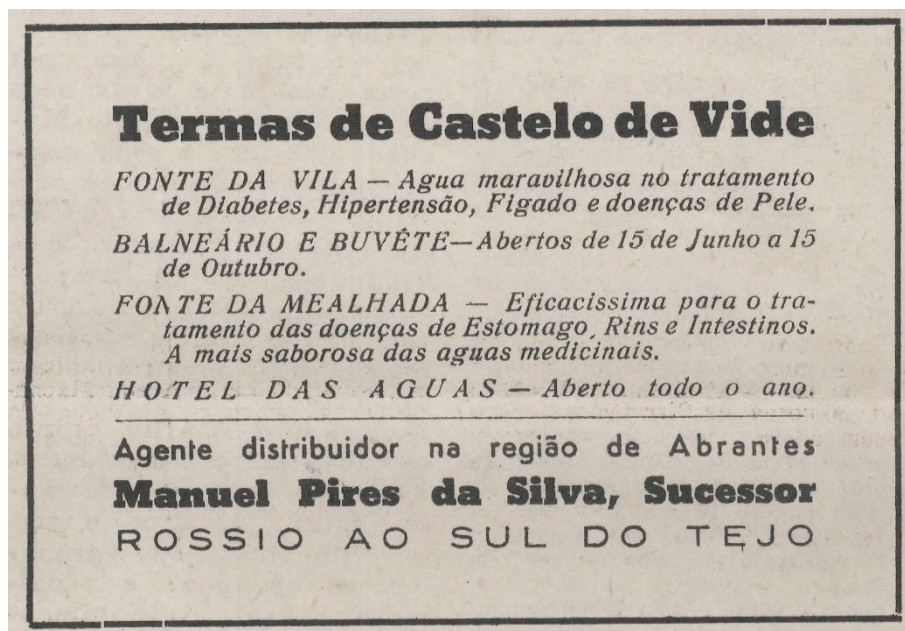 Termas de Castelo de Vide
FONTE DA VILA — Agua maravilhosa no tratamento
de Diabetes, Hipertensão, Figado e doenças de Pele.
BALNEÁRIO E BUVÊTE—Abertos de 15 de Junho a 15
de Outubro.
FONTE DA MEALHADA — Eficacissima para o tra-
tamento das doenças de Estomago, Rins e Intestinos.
A mais saborosa das aguas medicinais.
HOTEL DAS AGUAS — Aberto todo o ano.
Agente distribuidor na região de Abrantes
Manuel Pires da Silva, Sucessor
ROSSIO AO SUL DO TEJO